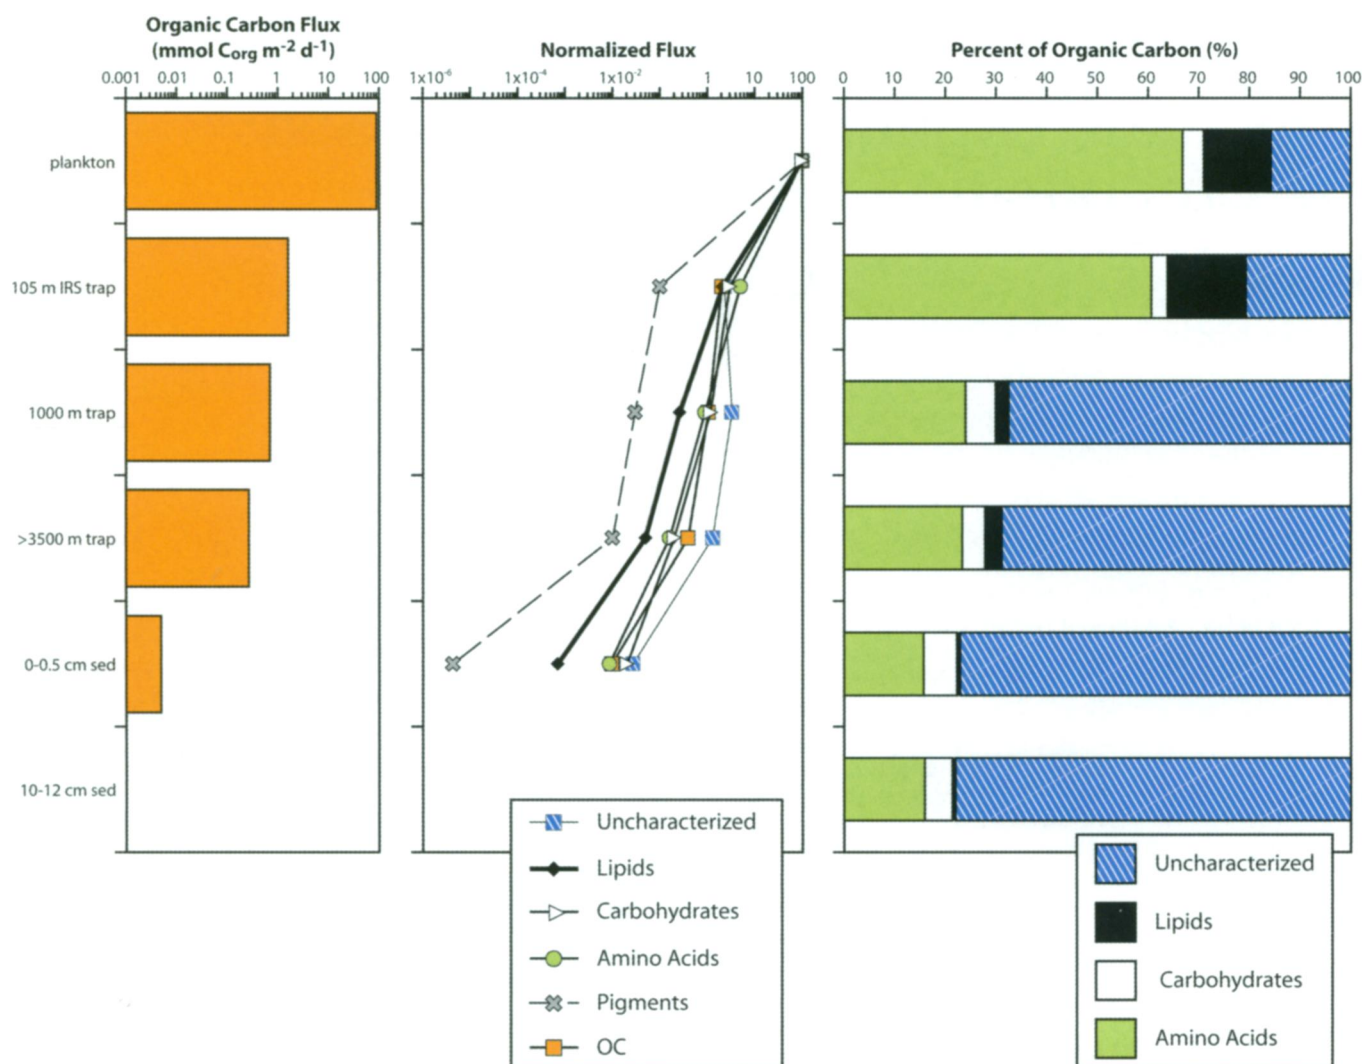 Organic Carbon Flux
(mmol Corg m-2 d-1)
0.001 0.01 0.1 1 10 100
Normalized Flux
1x10-6 1x10-4 1x10-2 1 10 100
Percent of Organic Carbon (%)
0 10 20 30 40 50 60 70 80 90 100
plankton
105 m IRS trap
1000 m trap
>3500 m trap
0-0.5 cm sed
10-12 cm sed
Uncharacterized
Lipids
Carbohydrates
Amino Acids
Pigments
OC
Uncharacterized
Lipids
Carbohydrates
Amino Acids